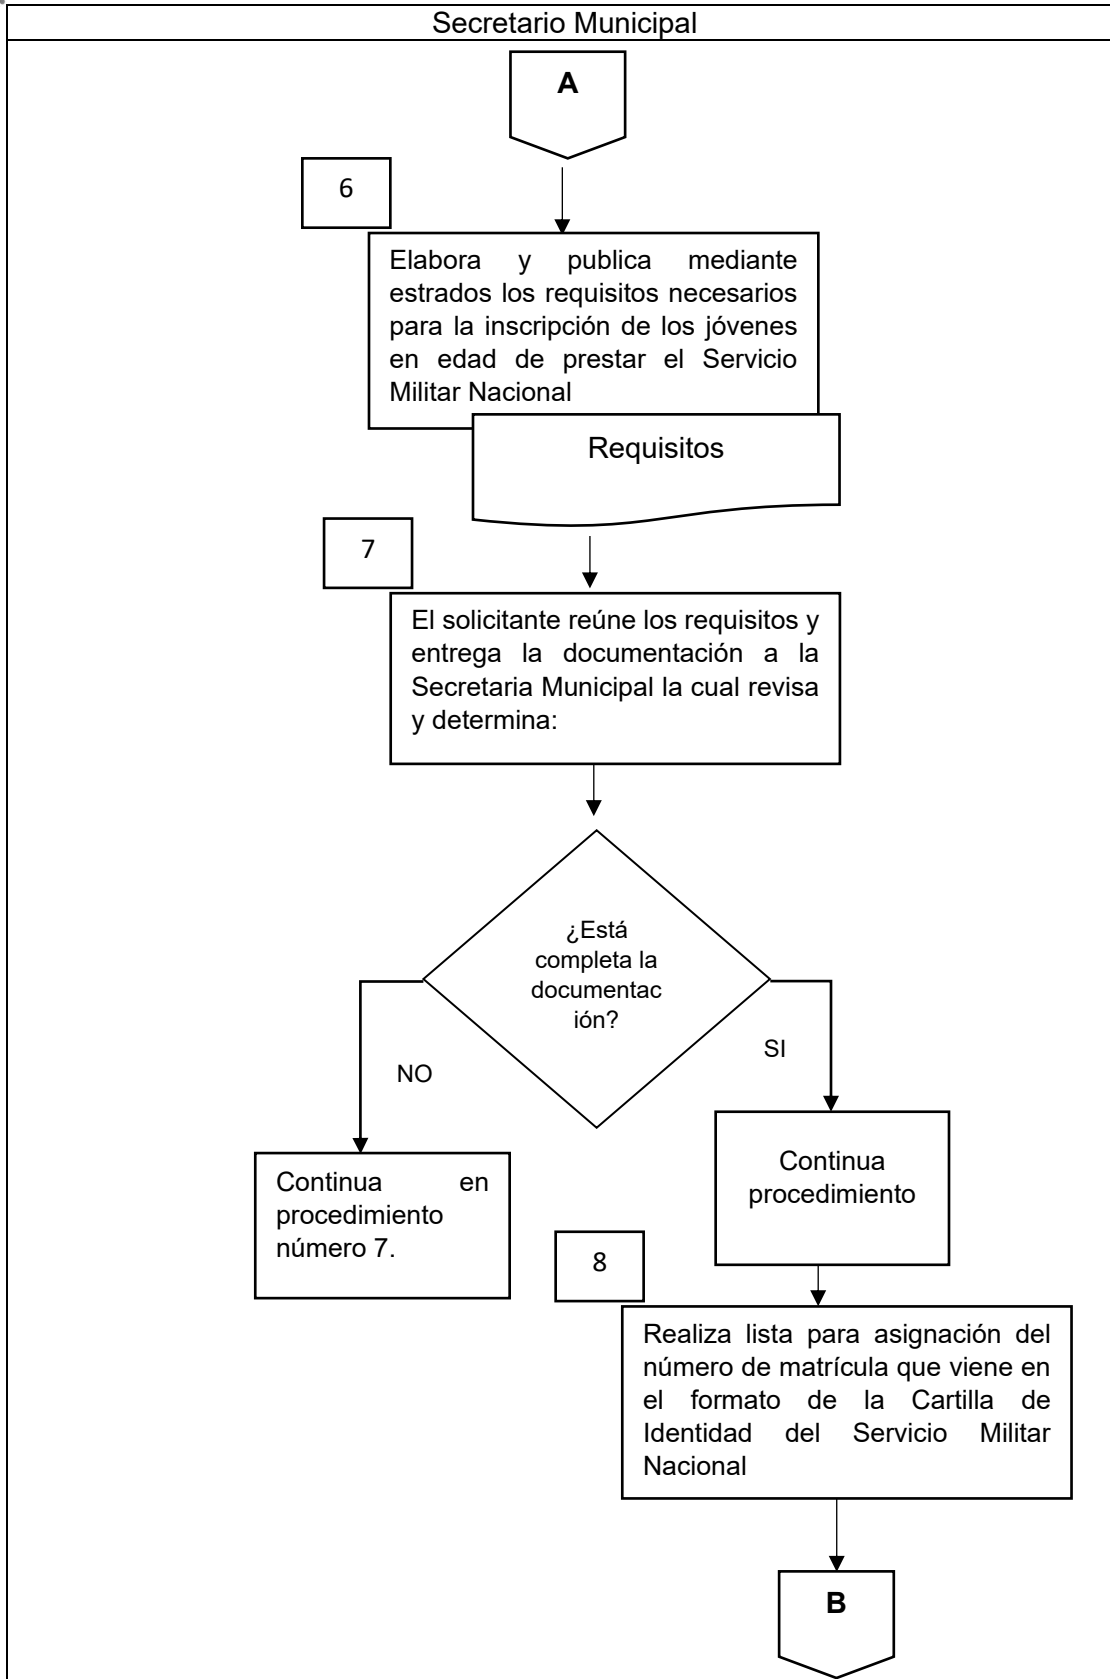 Secretario Municipal
A
6
Elabora y publica mediante
estrados los requisitos necesarios
para la inscripción de los jóvenes
en edad de prestar el Servicio
Militar Nacional
Requisitos
7
El solicitante reúne los requisitos y
entrega la documentación a la
Secretaria Municipal la cual revisa
y determina:
¿Está
completa la
documentac
ión?
NO
SI
Continua en
procedimiento
número 7.
Continua
procedimiento
8
Realiza lista para asignación del
número de matrícula que viene en
el formato de la Cartilla de
Identidad del Servicio Militar
Nacional
B